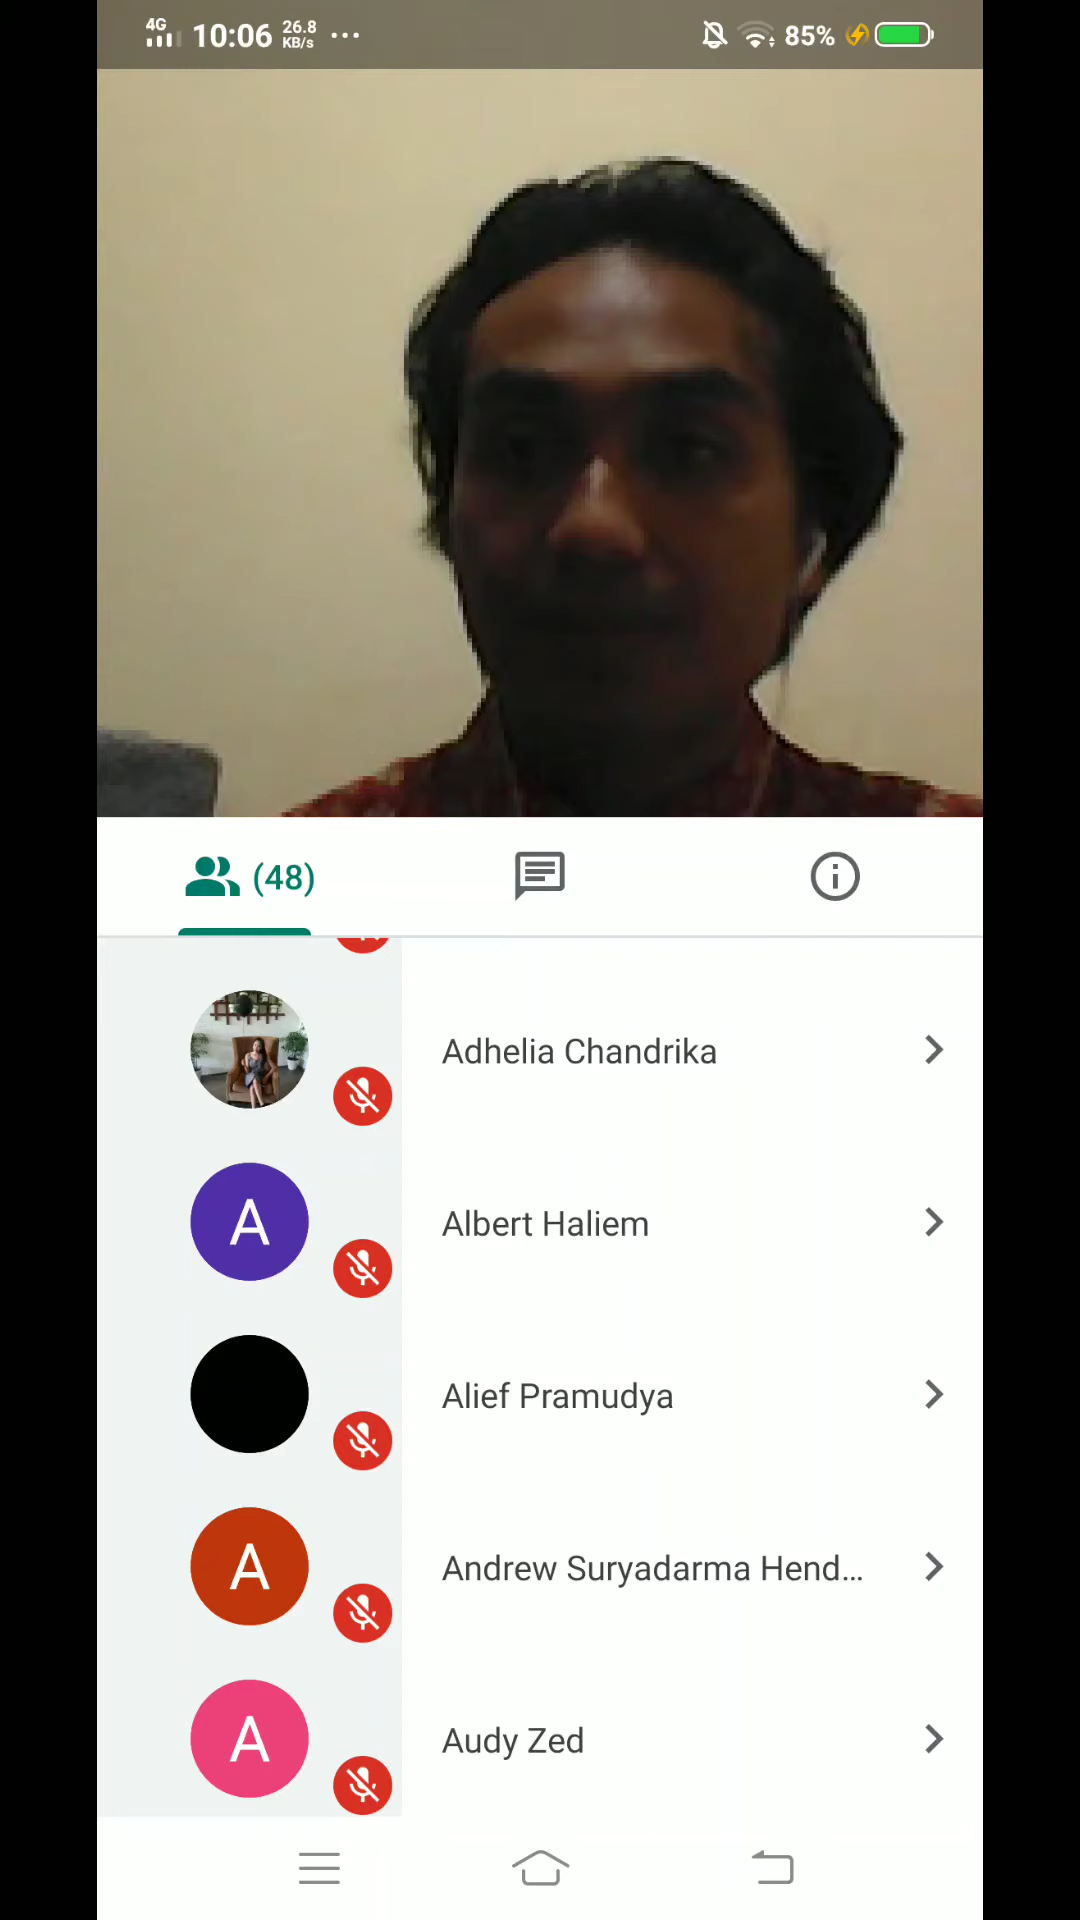 4G 10:06 26.8 KB/s ... 85%
(48)
Adhelia Chandrika
A Albert Haliem
Alief Pramudya
A Andrew Suryadarma Hend...
A Audy Zed